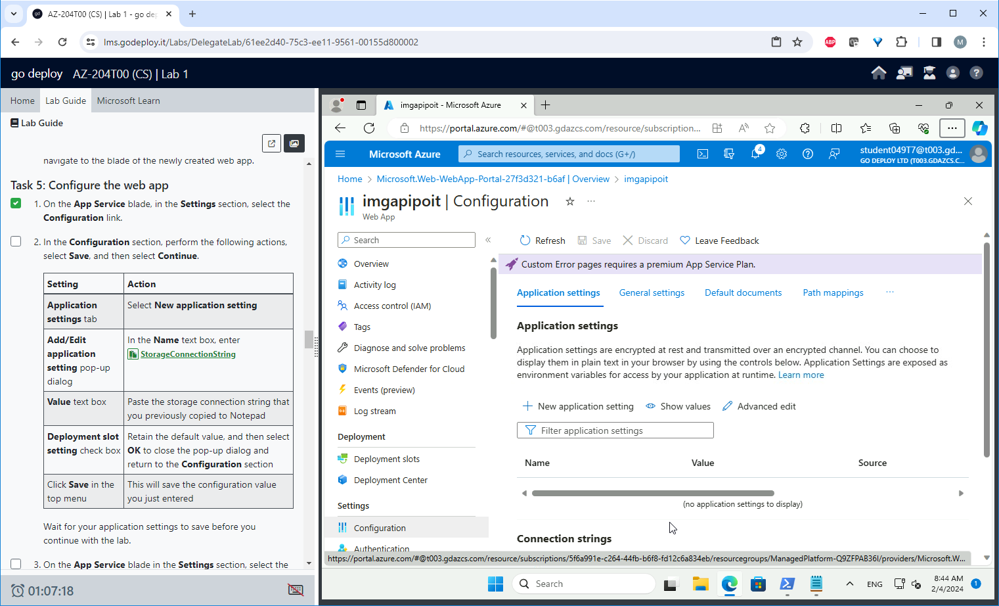 AZ-204T00 (CS) | Lab 1 - go dep
lms.godeploy.it/Labs/DelegateLab/61ee2d40-75c3-ee11-9561-00155d800002
ABP
M
go deploy AZ-204T00 (CS) | Lab 1
Home
Lab Guide
Microsoft Learn
Lab Guide
navigate to the blade of the newly created web app.
Task 5: Configure the web app
1. On the App Service blade, in the Settings section, select the
Configuration link.
2. In the Configuration section, perform the following actions,
select Save, and then select Continue.
Setting
Action
Application
settings tab
Select New application setting
Add/Edit
application
setting pop-up
dialog
In the Name text box, enter
StorageConnectionString
Value text box
Paste the storage connection string that
you previously copied to Notepad
Deployment slot
setting check box
Retain the default value, and then select
OK to close the pop-up dialog and
return to the Configuration section
Click Save in the
top menu
This will save the configuration value
you just entered
Wait for your application settings to save before you
continue with the lab.
3. On the App Service blade in the Settings section, select the
01:07:18
imgapipoit - Microsoft Azure
https://portal.azure.com/#@t003.gdazcs.com/resource/subscription...
Microsoft Azure
Search resources, services, and docs (G+/)
4
student049T7@t003.gd...
GO DEPLOY LTD (T003.GDAZCS.C...
Home > Microsoft.Web-WebApp-Portal-27f3d321-b6af | Overview > imgapipoit
imgapipoit | Configuration
Web App
Search
Overview
Activity log
Access control (IAM)
Tags
Diagnose and solve problems
Microsoft Defender for Cloud
Events (preview)
Log stream
Deployment
Deployment slots
Deployment Center
Settings
Configuration
Authentication
Refresh
Save
Discard
Leave Feedback
Custom Error pages requires a premium App Service Plan.
Application settings
General settings
Default documents
Path mappings
Application settings
Application settings are encrypted at rest and transmitted over an encrypted channel. You can choose to
display them in plain text in your browser by using the controls below. Application Settings are exposed as
environment variables for access by your application at runtime. Learn more
New application setting
Show values
Advanced edit
Filter application settings
Name
Value
Source
(no application settings to display)
Connection strings
https://portal.azure.com/#@t003.gdazcs.com/resource/subscriptions/5f6a991e-c264-44fb-b6f8-fd12c6a834eb/resourcegroups/ManagedPlatform-Q9ZFPAB36I/providers/Microsoft.W...
Search
ENG
8:44 AM
2/4/2024
1